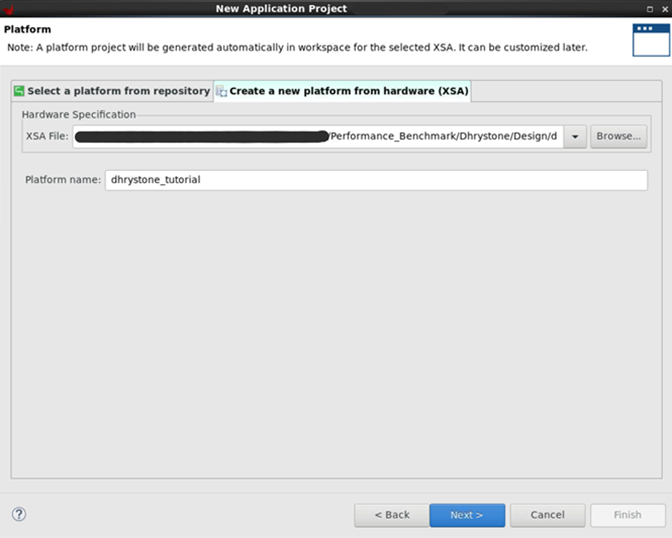 New Application Project
Platform
Note: A platform project will be generated automatically in workspace for the selected XSA. It can be customized later.
Select a platform from repository
Create a new platform from hardware (XSA)
Hardware Specification
XSA File: /Performance_Benchmark/Dhrystone/Design/d
Browse...
Platform name: dhrystone_tutorial
?
< Back
Next >
Cancel
Finish